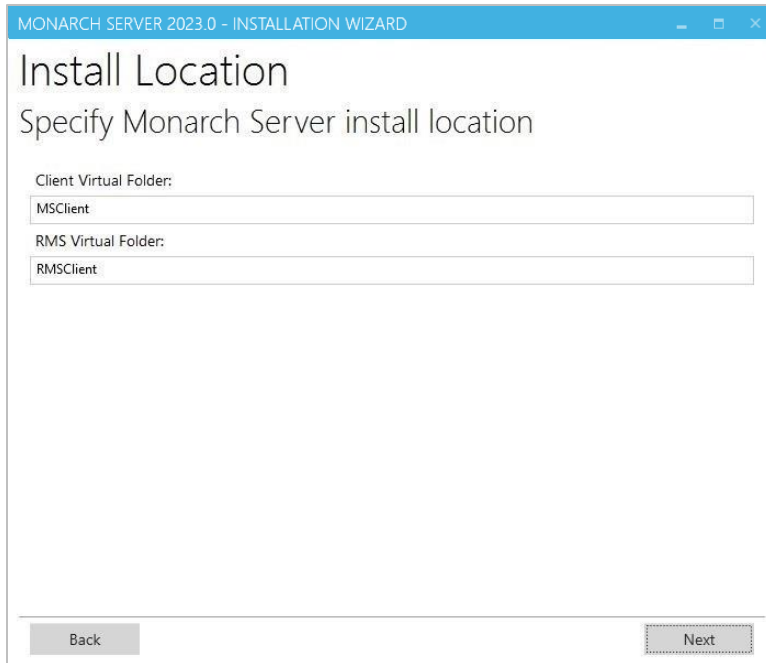 MONARCH SERVER 2023.0 - INSTALLATION WIZARD
Install Location
Specify Monarch Server install location
Client Virtual Folder:
MSClient
RMS Virtual Folder:
RMSClient
Back
Next